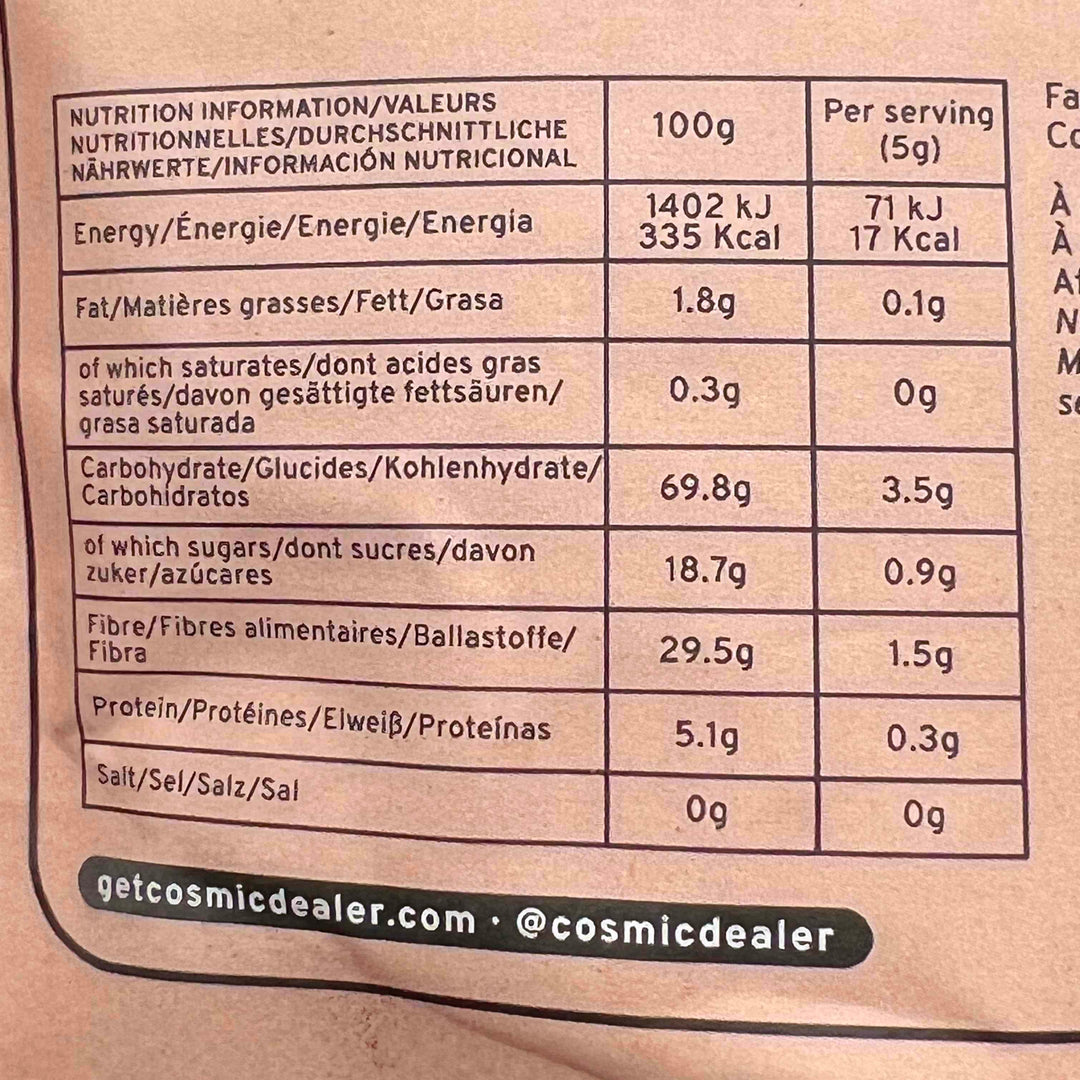 NUTRITION INFORMATION/VALEURS
NUTRITIONNELLES/DURCHSCHNITTLICHE
NÄHRWERTE/INFORMACIÓN NUTRICIONAL
100g
Per serving
(5g)
Energy/Énergie/Energie/Energía
1402 kJ
335 Kcal
71 kJ
17 Kcal
Fat/Matières grasses/Fett/Grasa
1.8g
0.1g
of which saturates/dont acides gras
saturés/davon gesättigte fettsäuren/
grasa saturada
0.3g
0g
Carbohydrate/Glucides/Kohlenhydrate/
Carbohidratos
69.8g
3.5g
of which sugars/dont sucres/davon
zuker/azúcares
18.7g
0.9g
Fibre/Fibres alimentaires/Ballastoffe/
Fibra
29.5g
1.5g
Protein/Protéines/Eiweiß/Proteínas
5.1g
0.3g
Salt/Sel/Salz/Sal
0g
0g
getcosmicdealer.com · @cosmicdealer
À
À